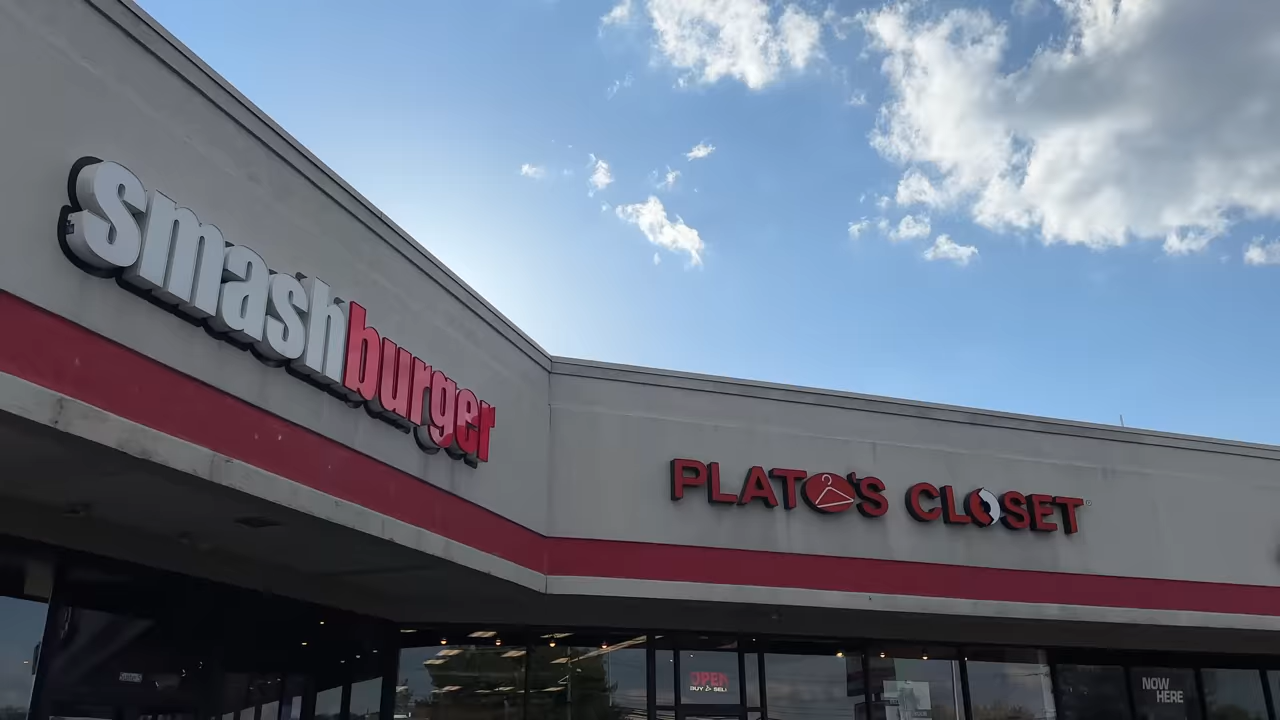 smashburger
PLATO'S CLOSET
OPEN
BUY & SELL
NOW
HERE